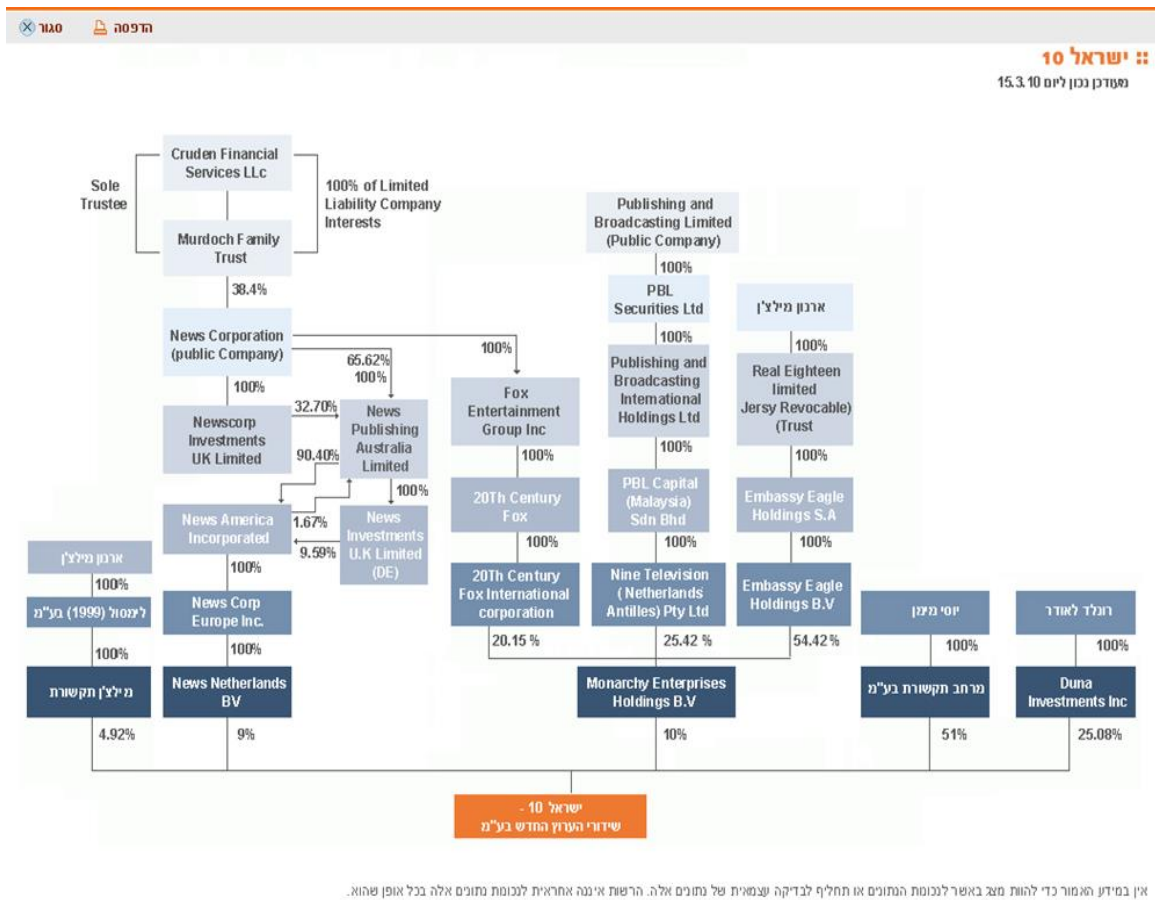 הדפסה
סגור
ישראל 10
מעודכן נכון ליום 15.3.10
Cruden Financial
Services LLc
Sole
Trustee
100% of Limited
Liability Company
Interests
Murdoch Family
Trust
38.4%
News Corporation
(public Company)
100%
65.62%
100%
100%
Newscorp
Investments
UK Limited
32.70%
90.40%
News
Publishing
Australia
Limited
100%
News America
Incorporated
1.67%
9.59%
News
Investments
U.K Limited
(DE)
100%
News Corp
Europe Inc.
100%
News Netherlands
BV
9%
ארנון מילצ'ן
100%
לימסול (1999) בע"מ
100%
מילצ'ן תקשורת
4.92%
Fox
Entertainment
Group Inc
100%
20Th Century
Fox
100%
20Th Century
Fox International
corporation
20.15 %
Publishing and
Broadcasting Limited
(Public Company)
100%
PBL
Securities Ltd
100%
Publishing and
Broadcasting
International
Holdings Ltd
100%
PBL Capital
(Malaysia)
Sdn Bhd
100%
Nine Television
(Netherlands
Antilles) Pty Ltd
25.42 %
ארנון מילצ'ן
100%
Real Eighteen
limited
Jersy Revocable)
(Trust
100%
Embassy Eagle
Holdings S.A
100%
Embassy Eagle
Holdings B.V
54.42 %
Monarchy Enterprises
Holdings B.V
10%
יוסי מימן
100%
מרחב תקשורת בע"מ
51%
רונלד לאודר
100%
Duna
Investments Inc
25.08%
ישראל 10 -
שידורי הערוץ החדש בע"מ
אין במידע האמור כדי להוות מצג באשר לנכונות הנתונים או תחליף לבדיקה עצמאית של נתונים אלה. הרשות איננה אחראית לנכונות נתונים אלה בכל אופן שהוא.